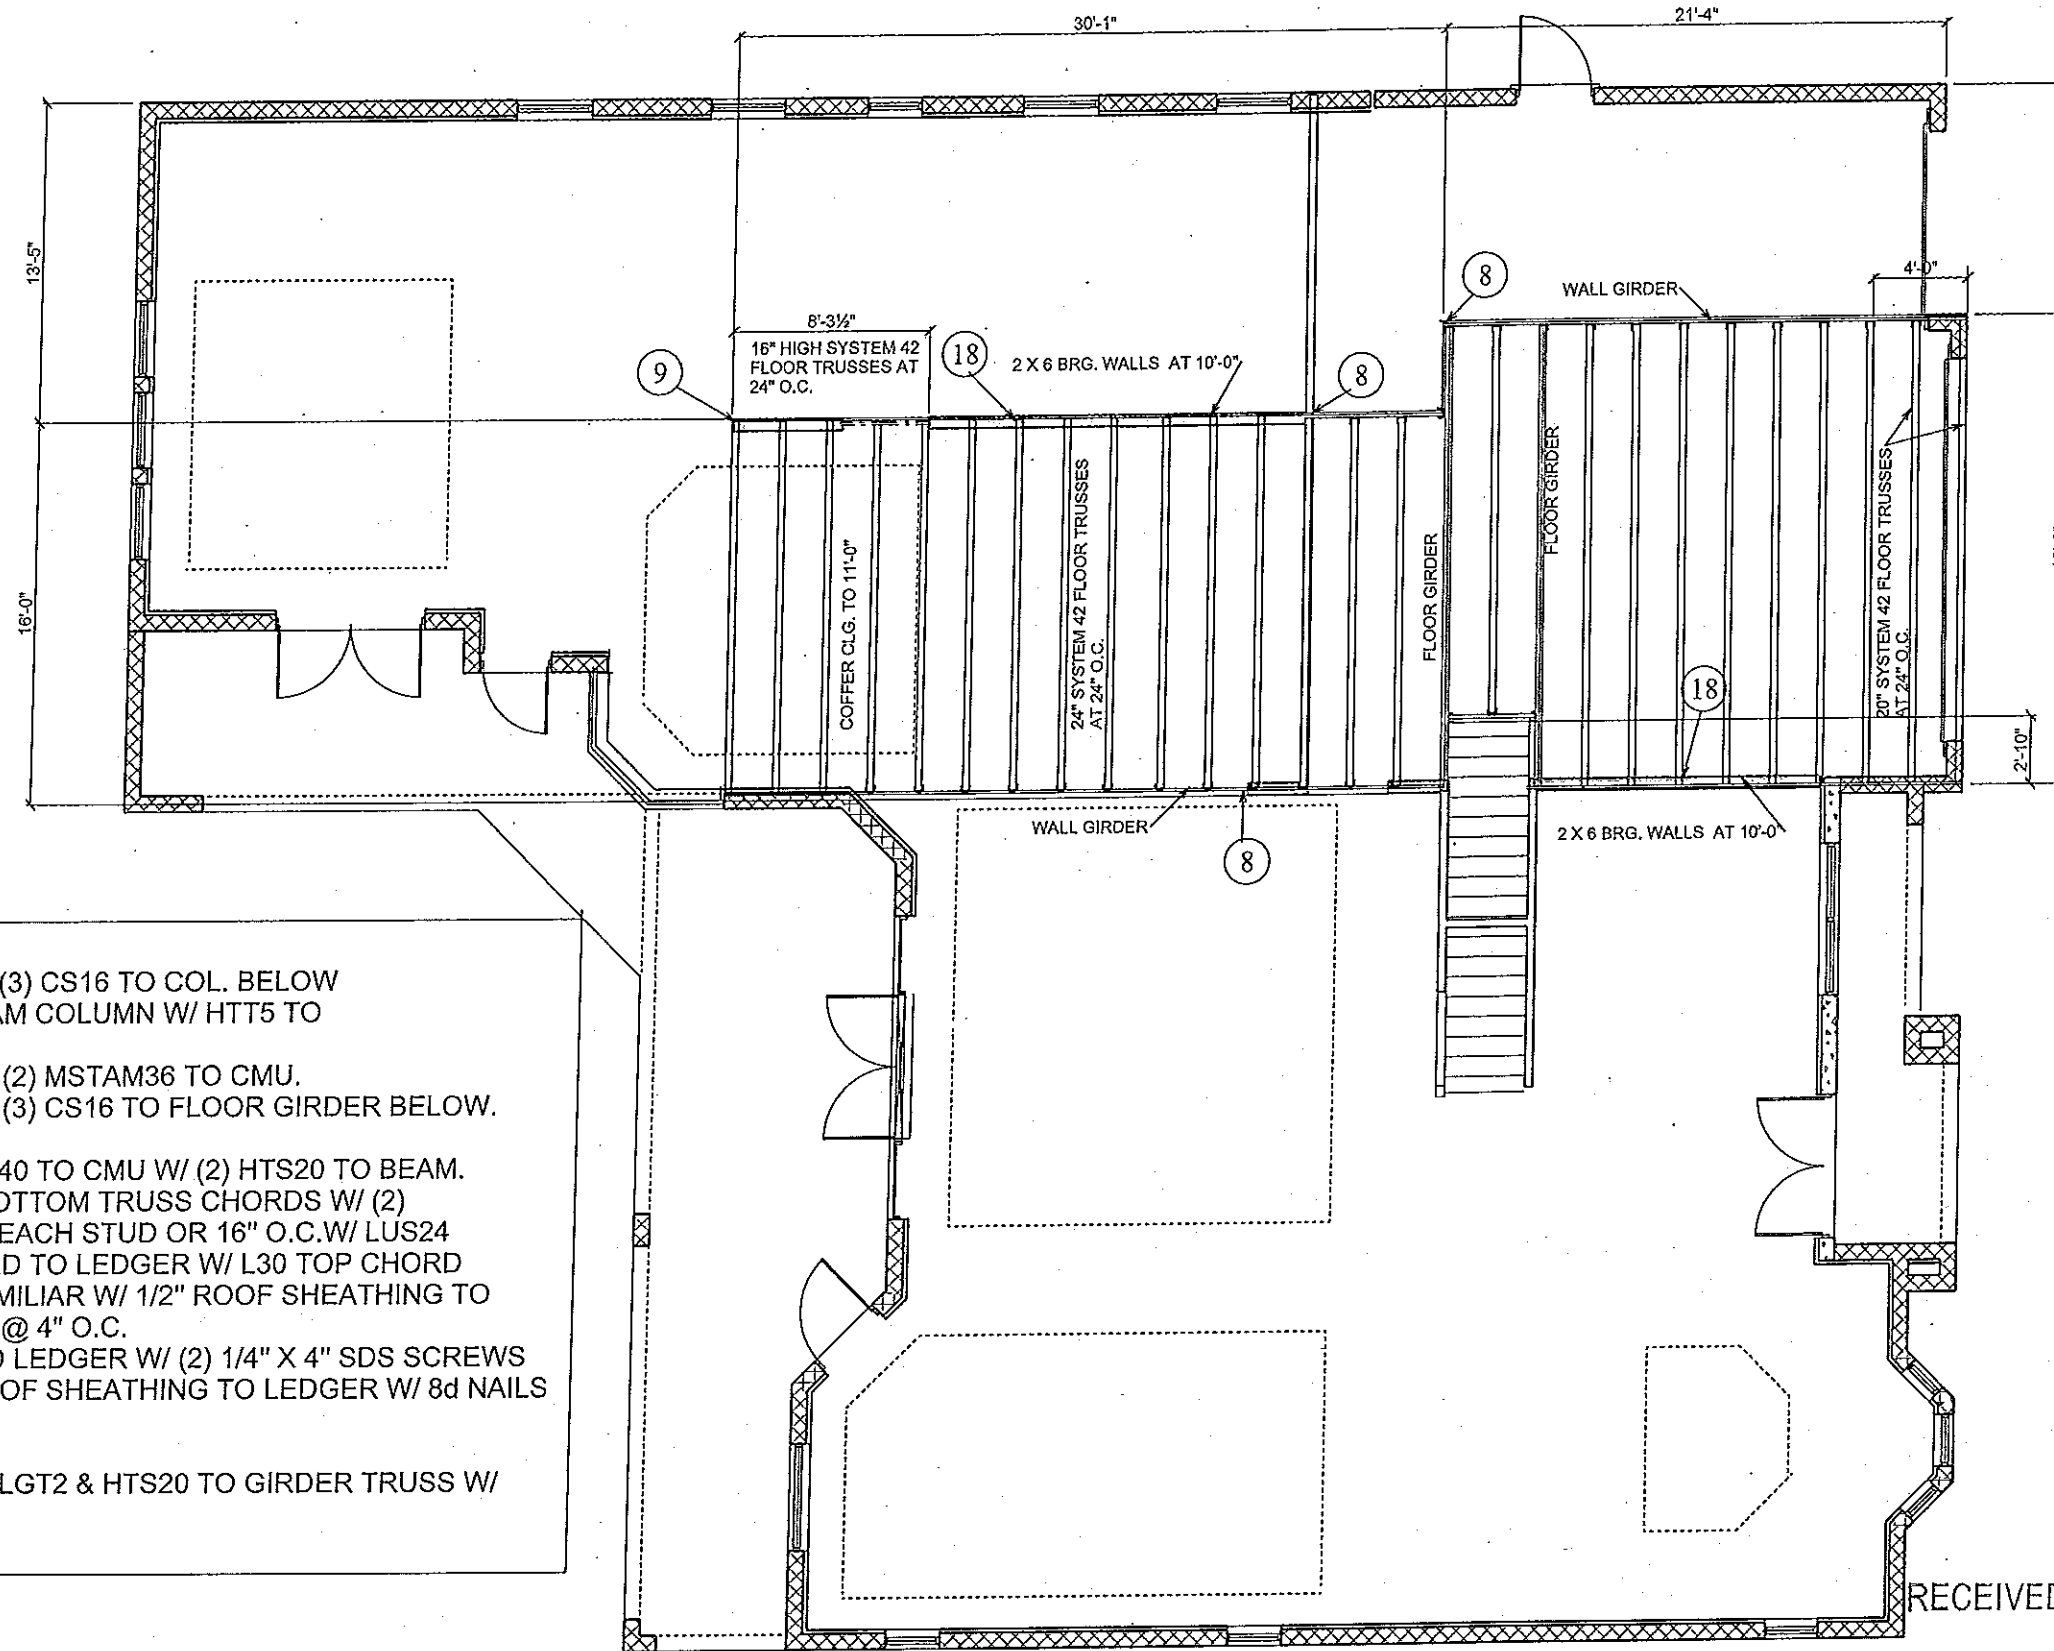 30'-1"
21'-4"
13'-5"
16'-0"
8'-3½"
16" HIGH SYSTEM 42
FLOOR TRUSSES AT
24" O.C.
9
18
2 X 6 BRG. WALLS AT 10'-0"
8
8
WALL GIRDER
4'-0"
COFFER CLG. TO 11'-0"
24" SYSTEM 42 FLOOR TRUSSES
AT 24" O.C.
FLOOR GIRDER
FLOOR GIRDER
20" SYSTEM 42 FLOOR TRUSSES
AT 24" O.C.
18
2'-10"
WALL GIRDER
8
2 X 6 BRG. WALLS AT 10'-0"
(3) CS16 TO COL. BELOW
AM COLUMN W/ HTT5 TO
(2) MSTAM36 TO CMU.
(3) CS16 TO FLOOR GIRDER BELOW.
40 TO CMU W/ (2) HTS20 TO BEAM.
OTTOM TRUSS CHORDS W/ (2)
EACH STUD OR 16" O.C.W/ LUS24
D TO LEDGER W/ L30 TOP CHORD
MILIAR W/ 1/2" ROOF SHEATHING TO
@ 4" O.C.
LEDGER W/ (2) 1/4" X 4" SDS SCREWS
OF SHEATHING TO LEDGER W/ 8d NAILS
LGT2 & HTS20 TO GIRDER TRUSS W/
RECEIVED